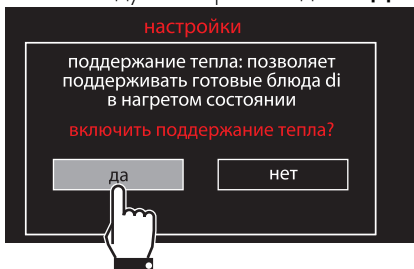 настройки
поддержание тепла: позволяет
поддерживать готовые блюда di
в нагретом состоянии
включить поддержание тепла?
да нет